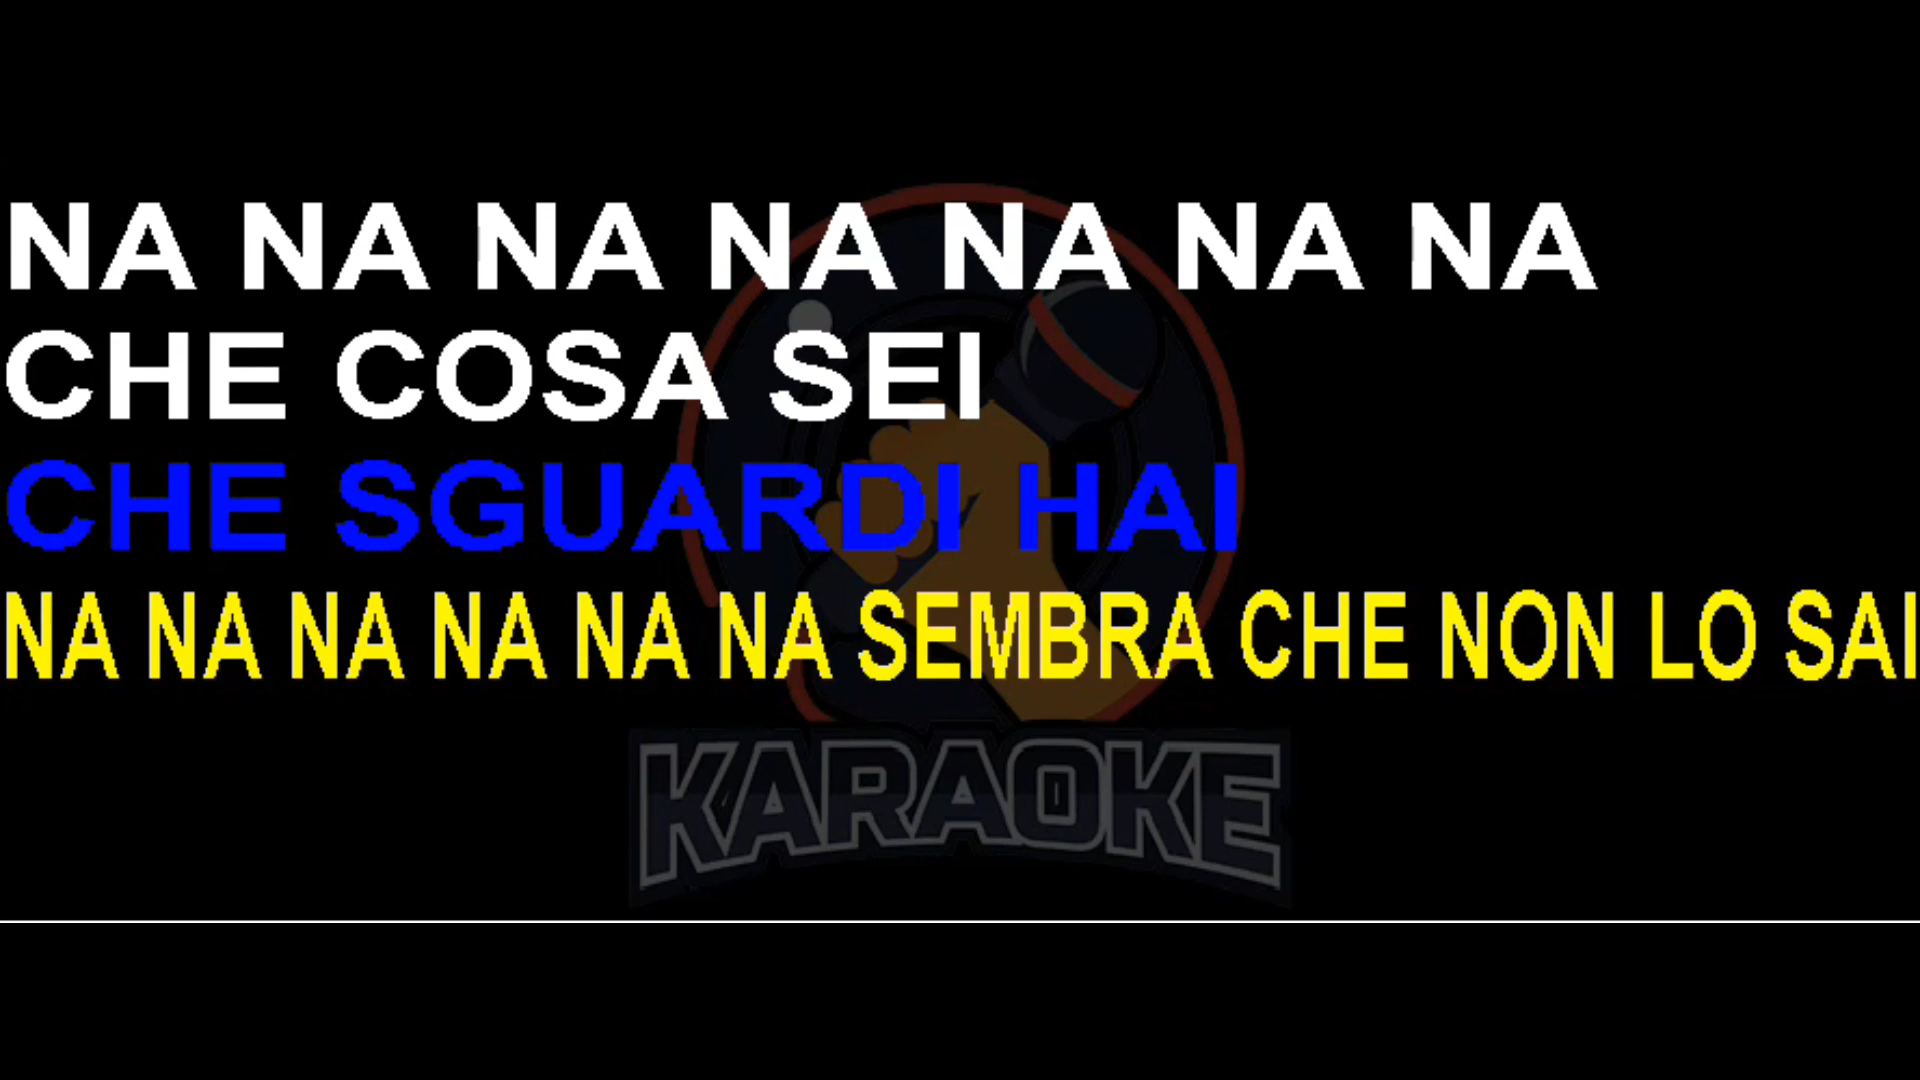 NA NA NA NA NA NA NA
CHE COSA SEI
CHE SGUARDI HAI
NA NA NA NA NA NA SEMBRA CHE NON LO SAI
KARAOKE